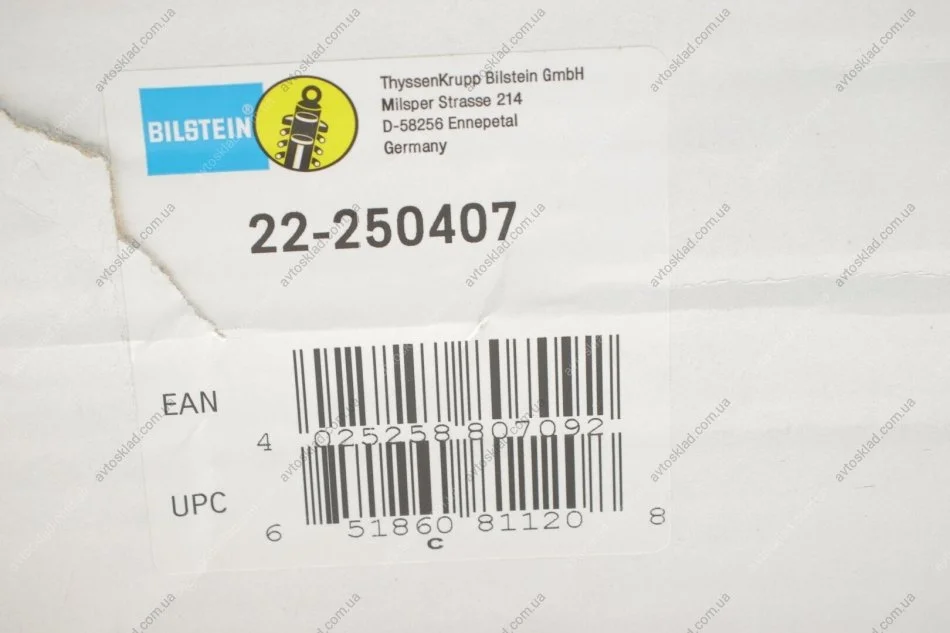 BILSTEIN®
ThyssenKrupp Bilstein GmbH
Milsper Strasse 214
D-58256 Ennepetal
Germany
22-250407
EAN
4 025258 807092
UPC
6 51860 81120 8
C
avtosklad.com.ua